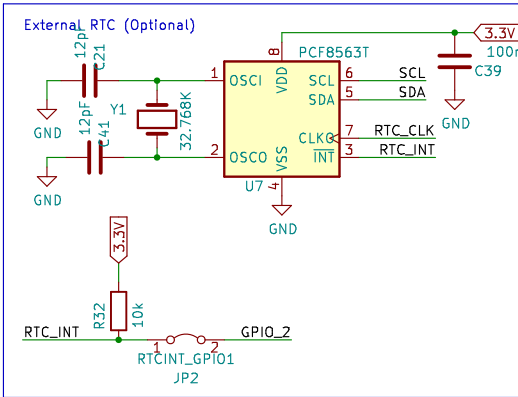 External RTC (Optional)
3.3V
100n
C39
GND
12pF
C21
GND
12pF
C41
GND
Y1
32.768K
PCF8563T
8
VDD
1
OSCI
2
OSCO
SCL
6
SCL
SDA
5
SDA
CLKO
7
RTC_CLK
INT
3
RTC_INT
VSS
4
U7
GND
3.3V
R32
10k
RTC_INT
1
2
GPIO_2
RTCINT_GPIO1
JP2